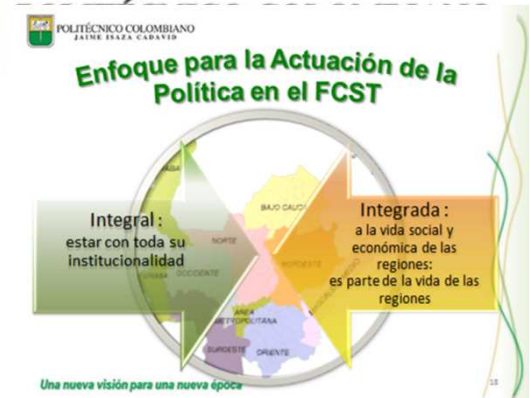 POLITÉCNICO COLOMBIANO
JAIME ISAZA CADAVID
Enfoque para la Actuación de la
Política en el FCST
Integral :
estar con toda su
institucionalidad
Integrada :
a la vida social y
económica de las
regiones:
es parte de la vida de las
regiones
BAJO CAUCA
NORTE
NORDESTE
OCCIDENTE
AREA
METROPOLITANA
SUROESTE
ORIENTE
Una nueva visión para una nueva época
18